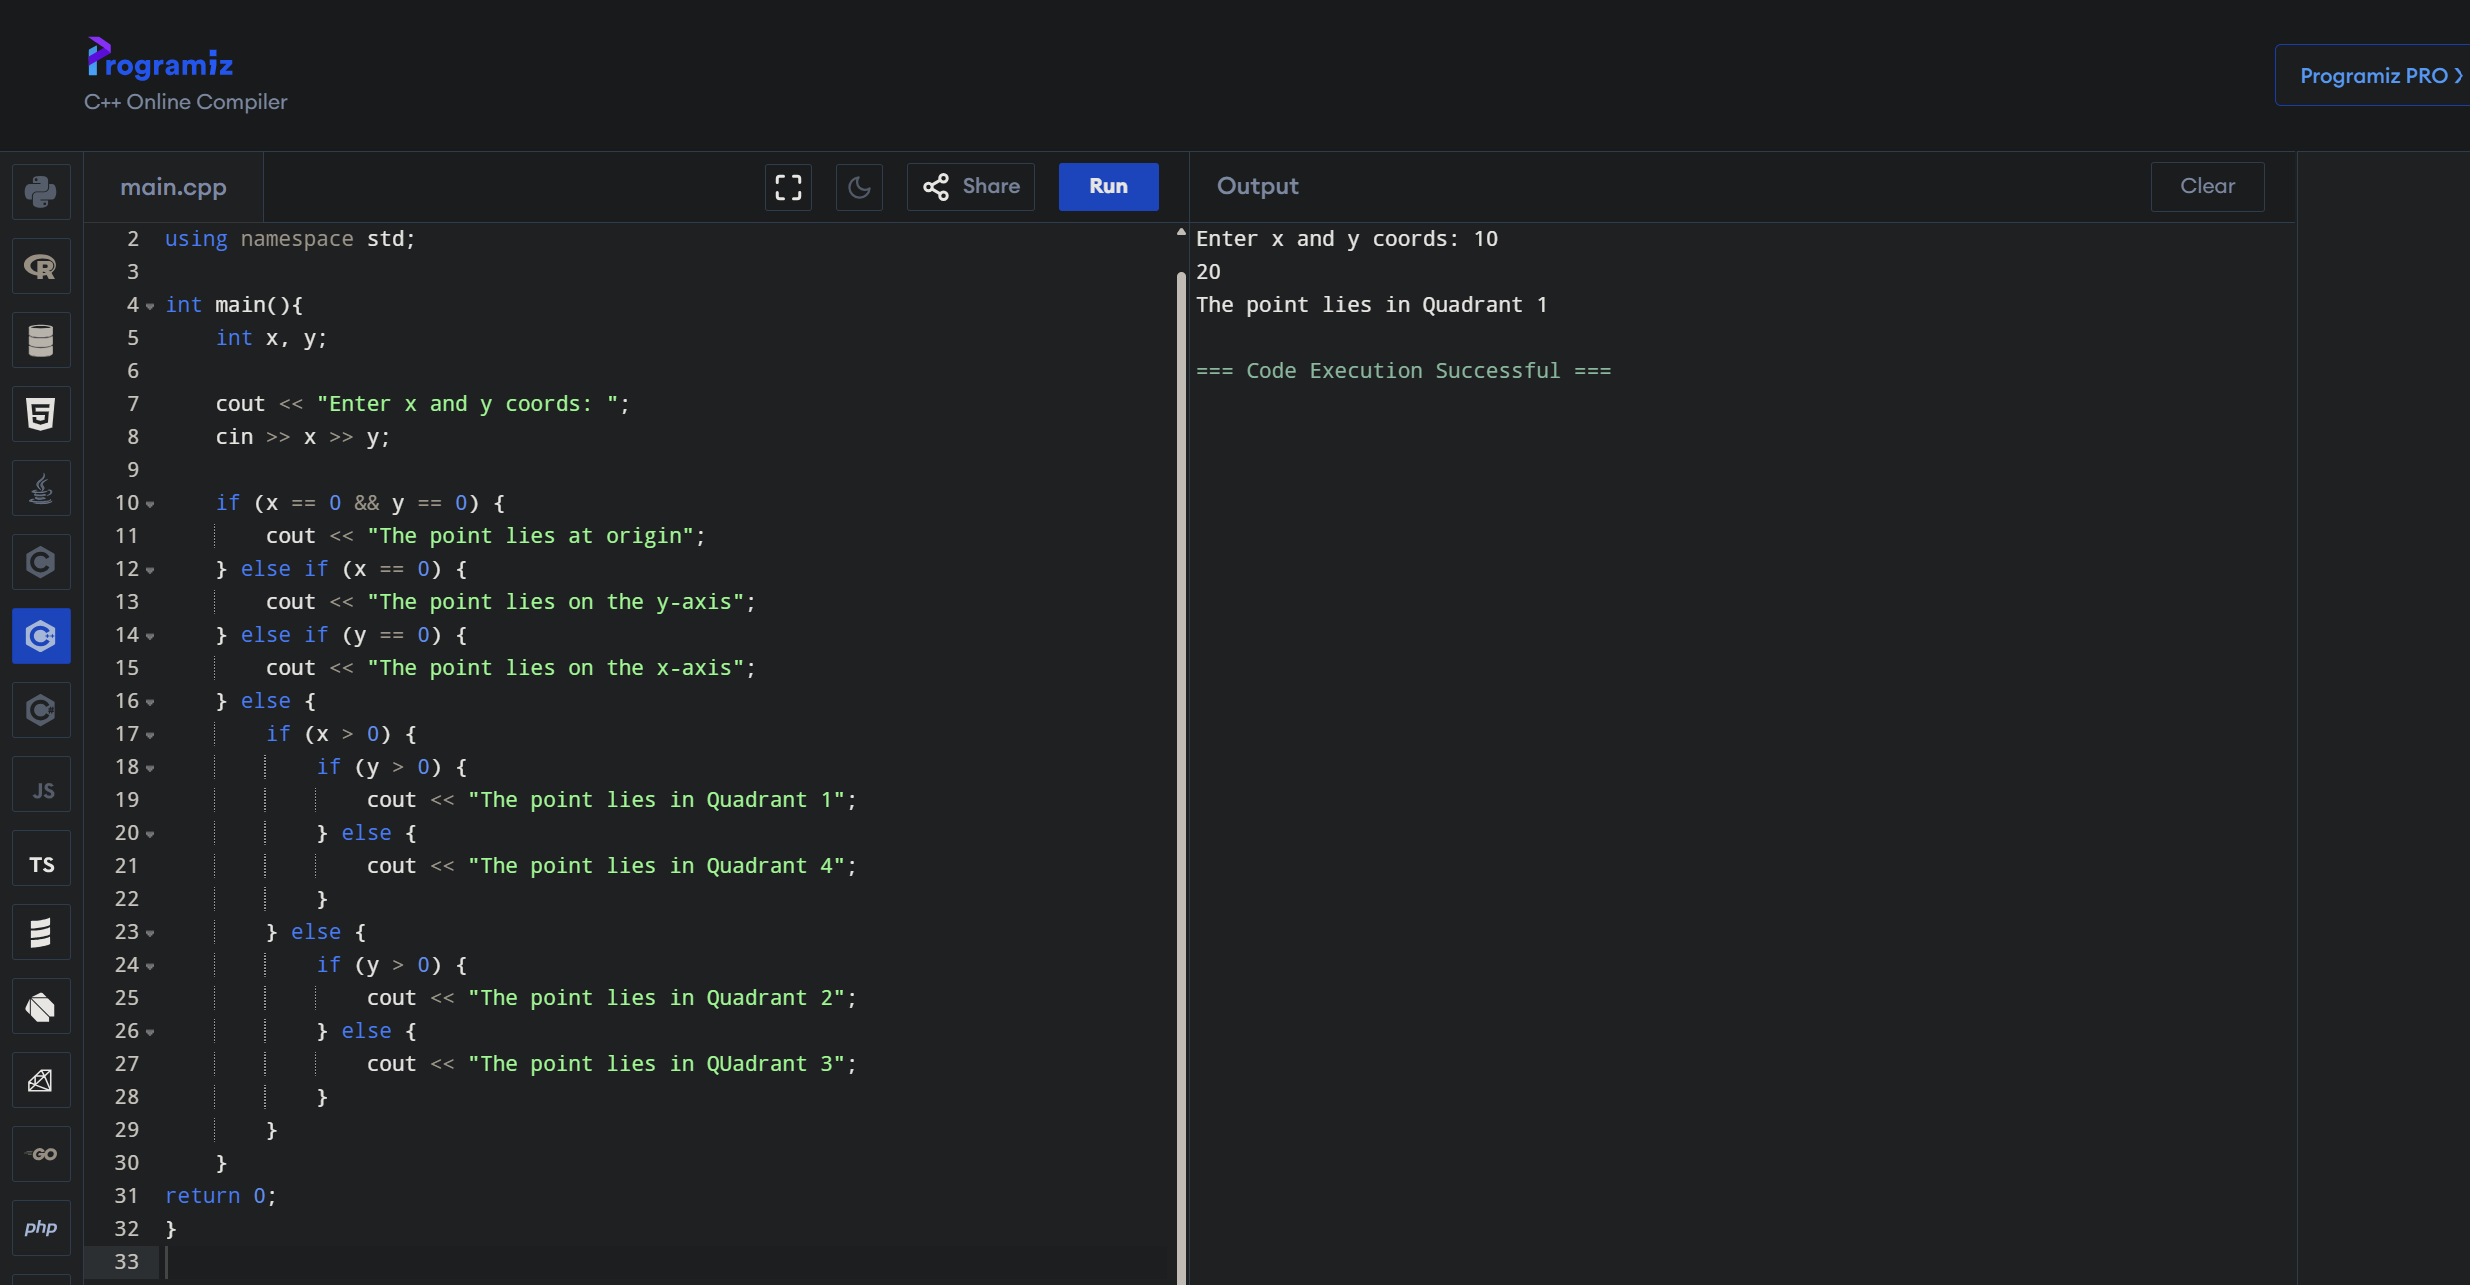 Programiz
C++ Online Compiler
Programiz PRO ❯
main.cpp
Share
Run
Output
Clear
2 using namespace std;
3
4 int main(){
5     int x, y;
6
7     cout << "Enter x and y coords: ";
8     cin >> x >> y;
9
10     if (x == 0 && y == 0) {
11         cout << "The point lies at origin";
12     } else if (x == 0) {
13         cout << "The point lies on the y-axis";
14     } else if (y == 0) {
15         cout << "The point lies on the x-axis";
16     } else {
17         if (x > 0) {
18             if (y > 0) {
19                 cout << "The point lies in Quadrant 1";
20             } else {
21                 cout << "The point lies in Quadrant 4";
22             }
23         } else {
24             if (y > 0) {
25                 cout << "The point lies in Quadrant 2";
26             } else {
27                 cout << "The point lies in QUadrant 3";
28             }
29         }
30     }
31 return 0;
32 }
33
Enter x and y coords: 10
20
The point lies in Quadrant 1
=== Code Execution Successful ===
R
5
C
C++
C#
JS
TS
GO
php